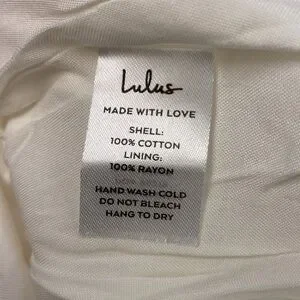 Lulus
MADE WITH LOVE
SHELL:
100% COTTON
LINING:
100% RAYON
HAND WASH COLD
DO NOT BLEACH
HANG TO DRY